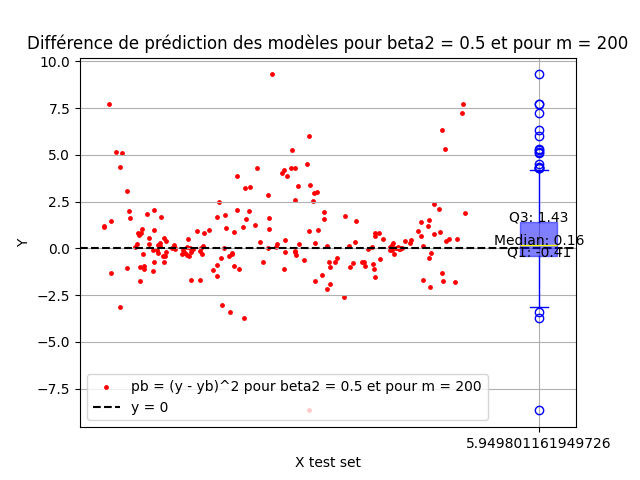 Différence de prédiction des modèles pour beta2 = 0.5 et pour m = 200
10.0
7.5
5.0
2.5
0.0
−2.5
−5.0
−7.5
Y
Q3: 1.43
Median: 0.16
Q1: -0.41
pb = (y - yb)^2 pour beta2 = 0.5 et pour m = 200
y = 0
5.949801161949726
X test set